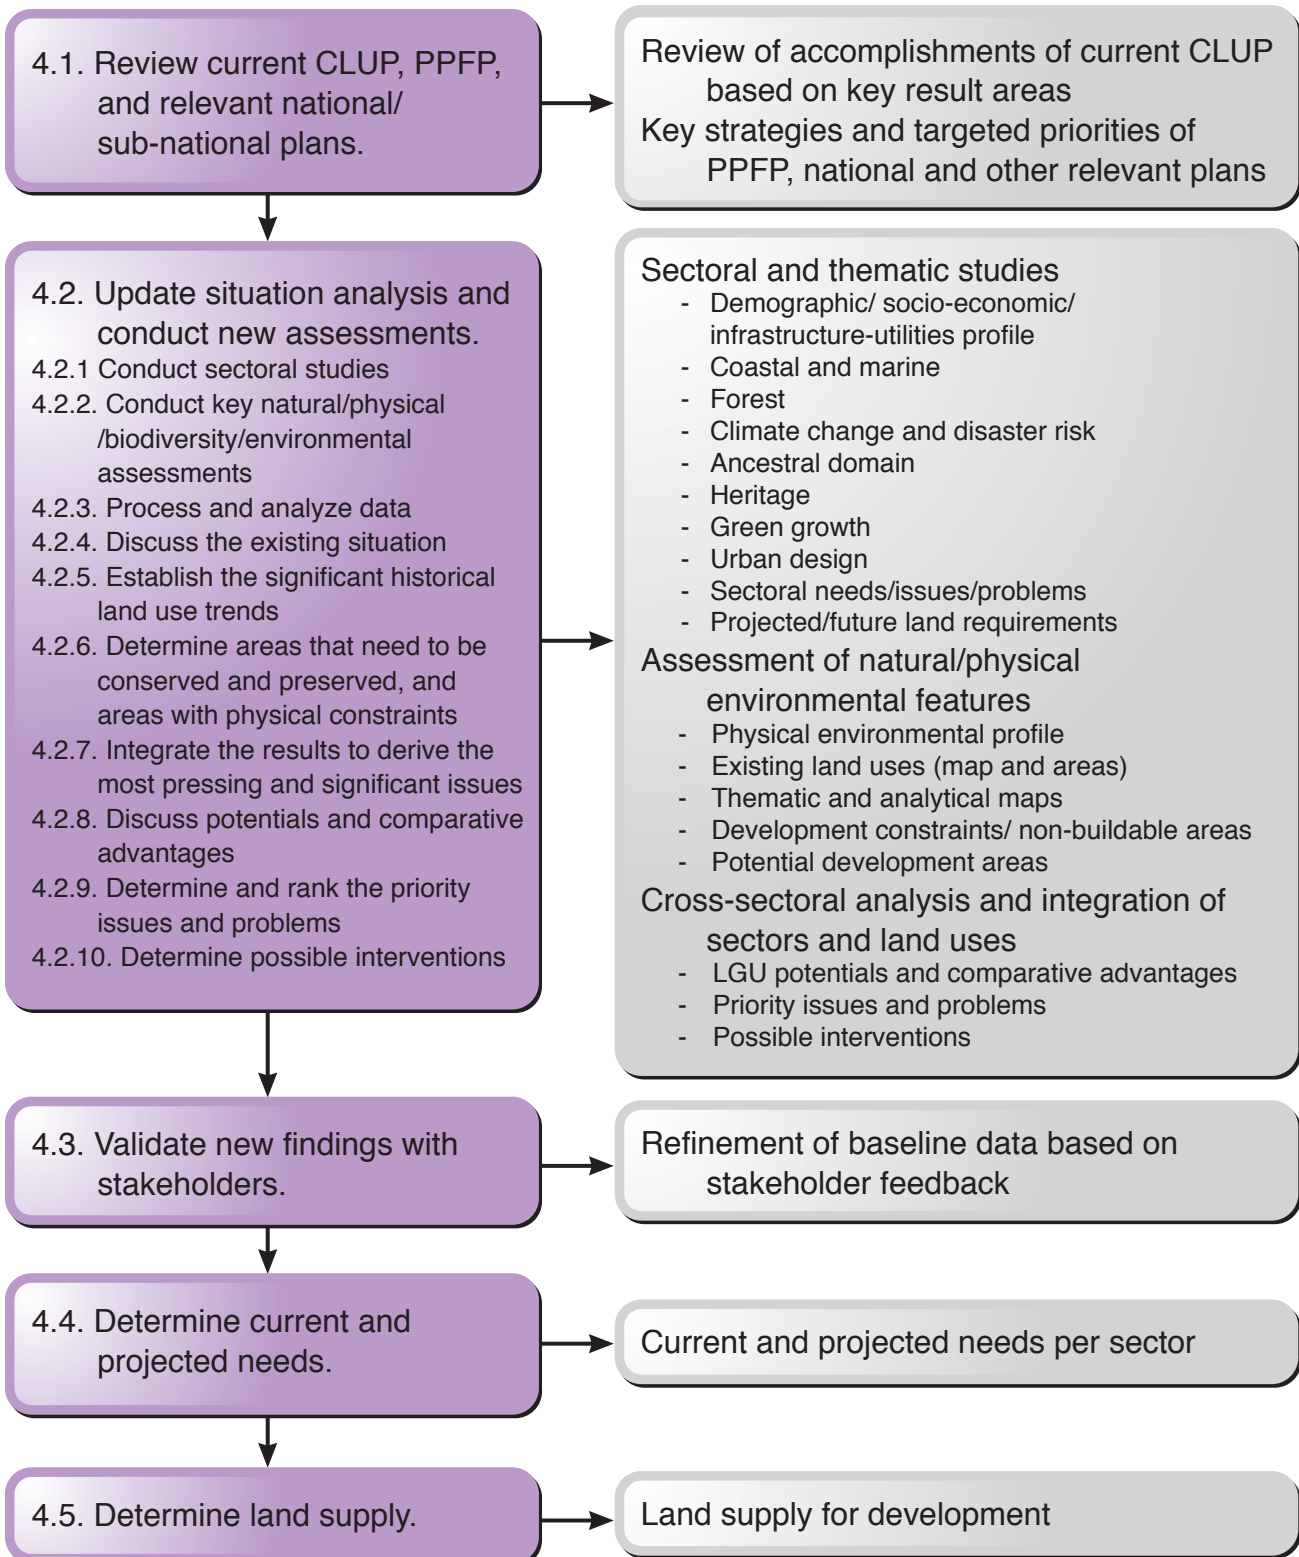 4.1. Review current CLUP, PPFP,
and relevant national/
sub-national plans.
Review of accomplishments of current CLUP
based on key result areas
Key strategies and targeted priorities of
PPFP, national and other relevant plans
4.2. Update situation analysis and
conduct new assessments.
4.2.1 Conduct sectoral studies
4.2.2. Conduct key natural/physical
/biodiversity/environmental
assessments
4.2.3. Process and analyze data
4.2.4. Discuss the existing situation
4.2.5. Establish the significant historical
land use trends
4.2.6. Determine areas that need to be
conserved and preserved, and
areas with physical constraints
4.2.7. Integrate the results to derive the
most pressing and significant issues
4.2.8. Discuss potentials and comparative
advantages
4.2.9. Determine and rank the priority
issues and problems
4.2.10. Determine possible interventions
Sectoral and thematic studies
- Demographic/ socio-economic/
infrastructure-utilities profile
- Coastal and marine
- Forest
- Climate change and disaster risk
- Ancestral domain
- Heritage
- Green growth
- Urban design
- Sectoral needs/issues/problems
- Projected/future land requirements
Assessment of natural/physical
environmental features
- Physical environmental profile
- Existing land uses (map and areas)
- Thematic and analytical maps
- Development constraints/ non-buildable areas
- Potential development areas
Cross-sectoral analysis and integration of
sectors and land uses
- LGU potentials and comparative advantages
- Priority issues and problems
- Possible interventions
4.3. Validate new findings with
stakeholders.
Refinement of baseline data based on
stakeholder feedback
4.4. Determine current and
projected needs.
Current and projected needs per sector
4.5. Determine land supply.
Land supply for development